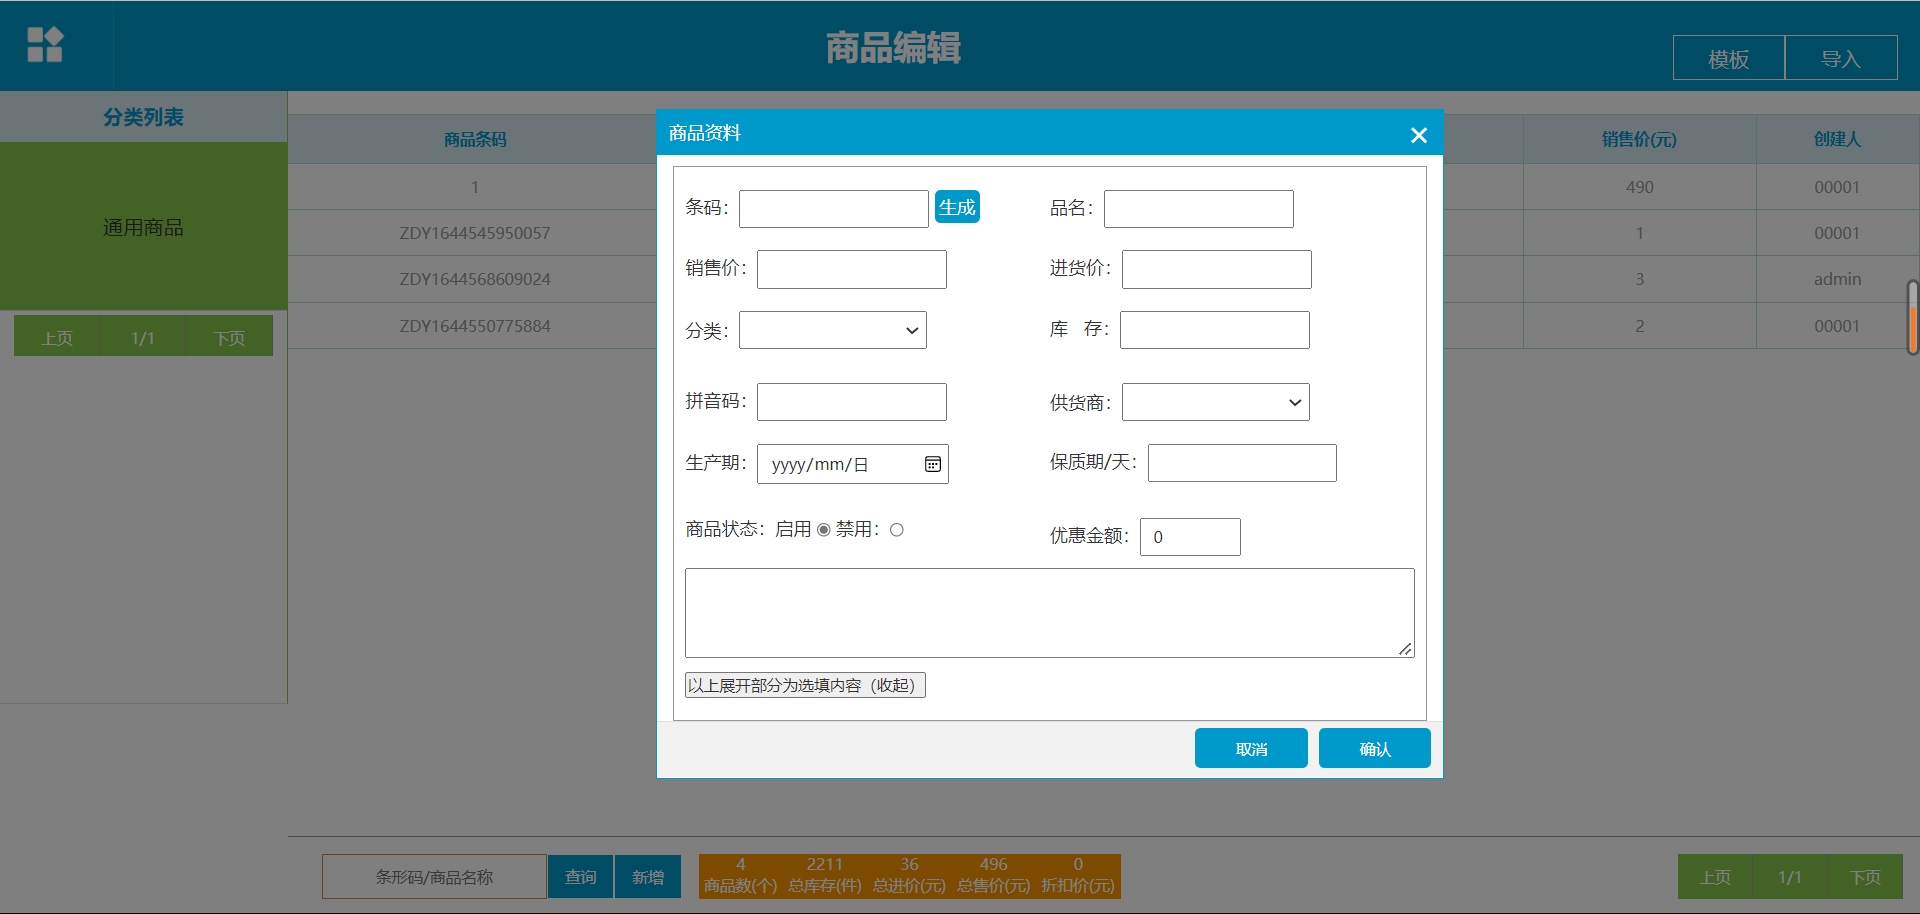 商品编辑
模板 导入
分类列表
通用商品
上页 1/1 下页
商品条码 销售价(元) 创建人
1 490 00001
ZDY1644545950057 1 00001
ZDY1644568609024 3 admin
ZDY1644550775884 2 00001
商品资料
条码： 生成 品名：
销售价： 进货价：
分类： 库 存：
拼音码： 供货商：
生产期： yyyy/mm/日 保质期/天：
商品状态：启用 禁用： 优惠金额： 0
以上展开部分为选填内容（收起）
取消 确认
条形码/商品名称 查询 新增
4 2211 36 496 0
商品数(个) 总库存(件) 总进价(元) 总售价(元) 折扣价(元)
上页 1/1 下页